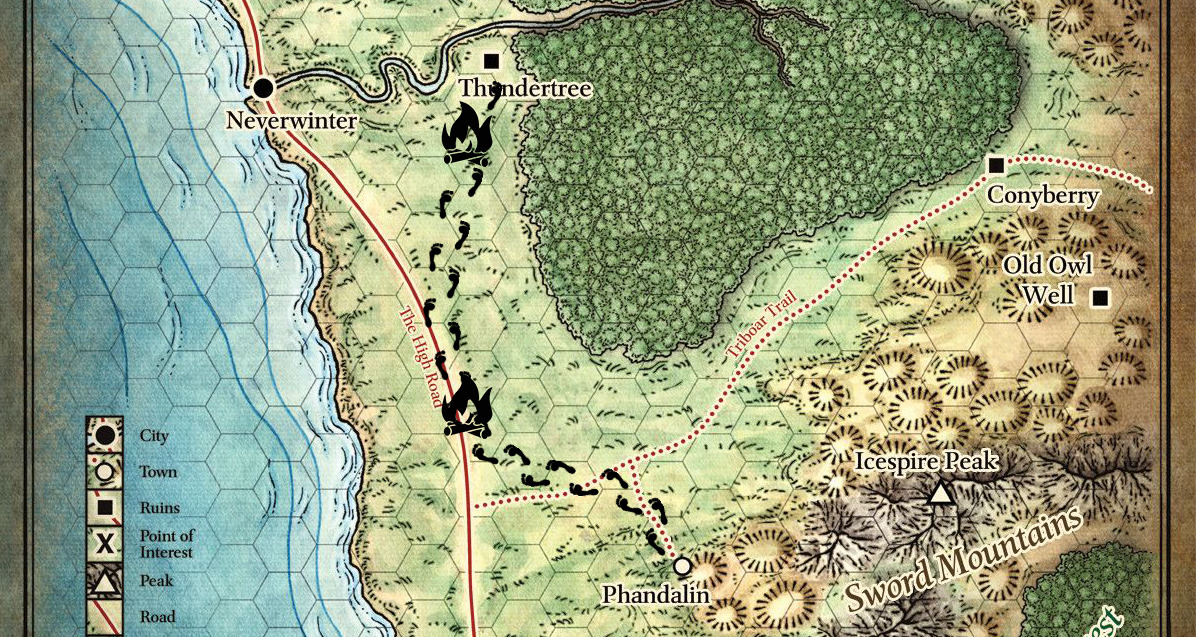 Thundertree
Neverwinter
Conyberry
Old Owl
Well
Triboar Trail
The High Road
City
Town
Ruins
X
Point of
Interest
Peak
Road
Icespire Peak
Sword Mountains
Phandalin